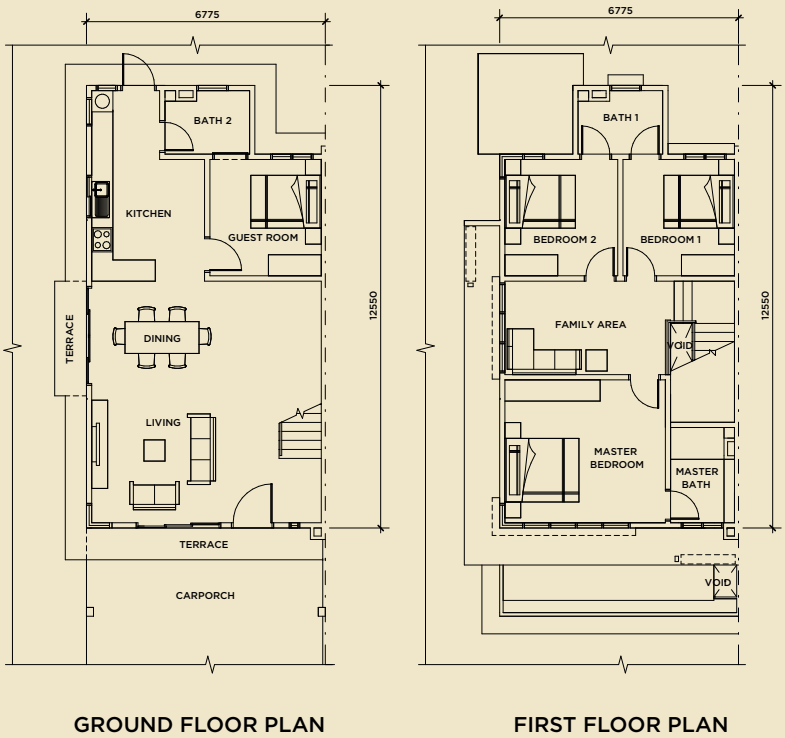 6775
BATH 2
KITCHEN
GUEST ROOM
12550
TERRACE
DINING
LIVING
TERRACE
CARPORCH
GROUND FLOOR PLAN
6775
BATH 1
BEDROOM 2
BEDROOM 1
12550
FAMILY AREA
VOID
MASTER
BEDROOM
MASTER
BATH
VOID
FIRST FLOOR PLAN